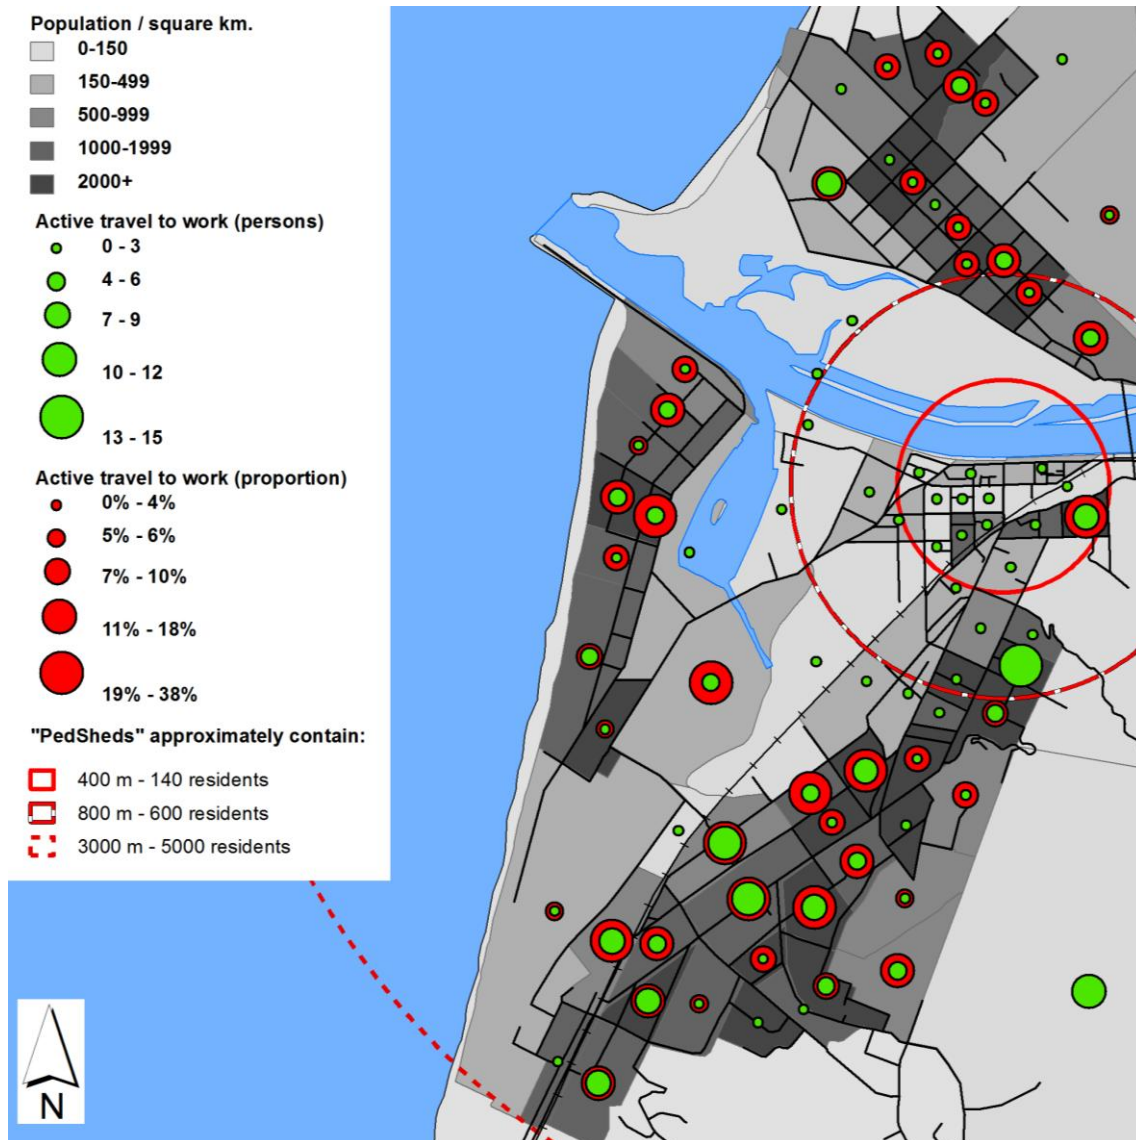 Population / square km.
0-150
150-499
500-999
1000-1999
2000+
Active travel to work (persons)
0 - 3
4 - 6
7 - 9
10 - 12
13 - 15
Active travel to work (proportion)
0% - 4%
5% - 6%
7% - 10%
11% - 18%
19% - 38%
"PedSheds" approximately contain:
400 m - 140 residents
800 m - 600 residents
3000 m - 5000 residents
N